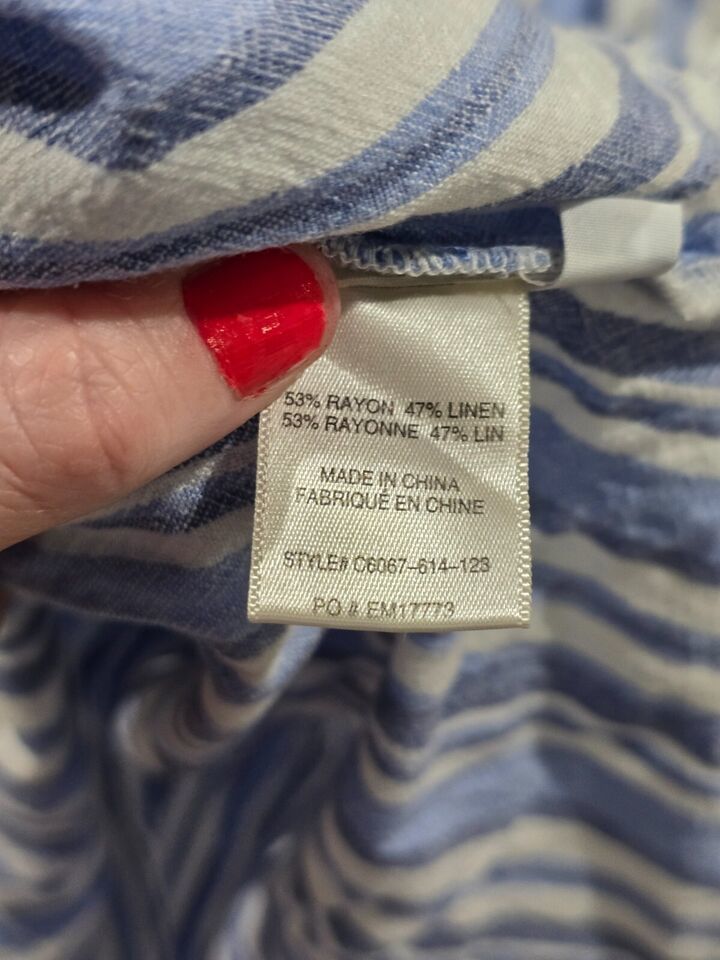 53% RAYON 47% LINEN
53% RAYONNE 47% LIN
MADE IN CHINA
FABRIQUÉ EN CHINE
STYLE# C6067-614-123
PO # EM17773